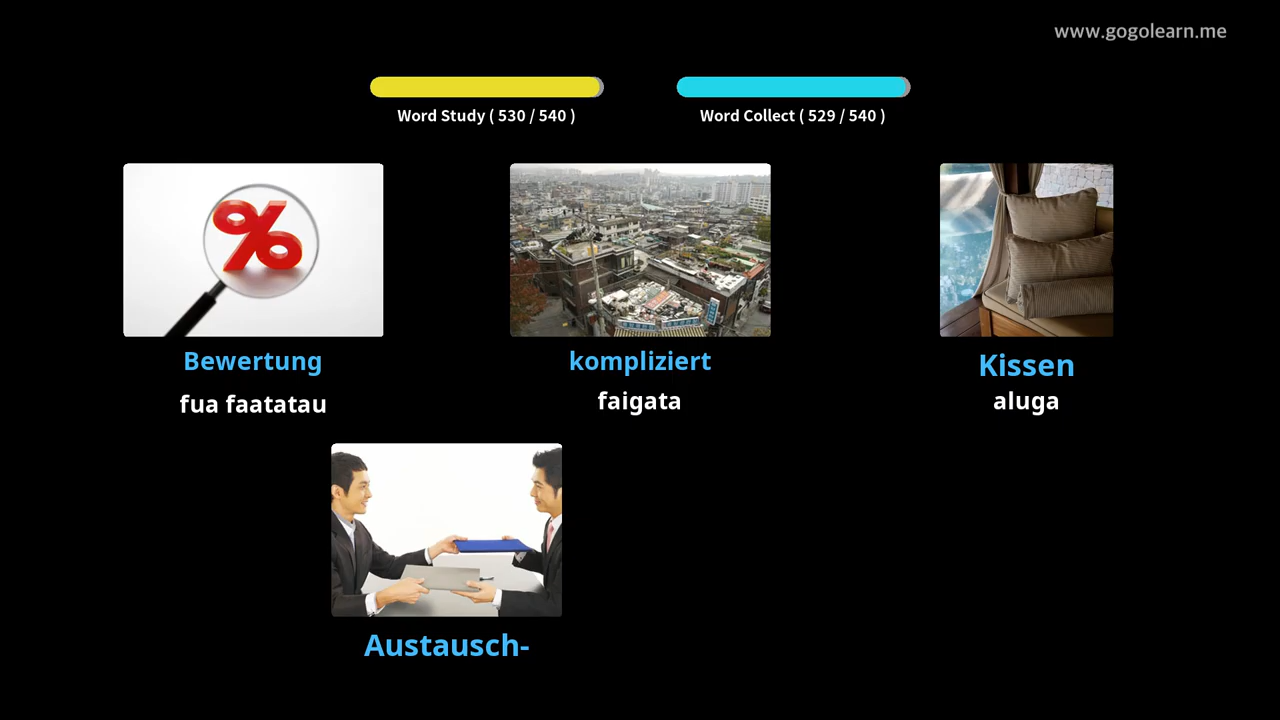 www.gogolearn.me
Word Study ( 530 / 540 )
Word Collect ( 529 / 540 )
Bewertung
fua faatatau
kompliziert
faigata
Kissen
aluga
Austausch-